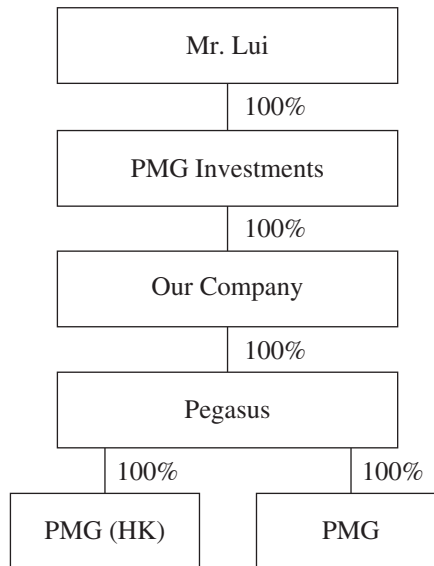 Mr. Lui
100%
PMG Investments
100%
Our Company
100%
Pegasus
100% 100%
PMG (HK) PMG